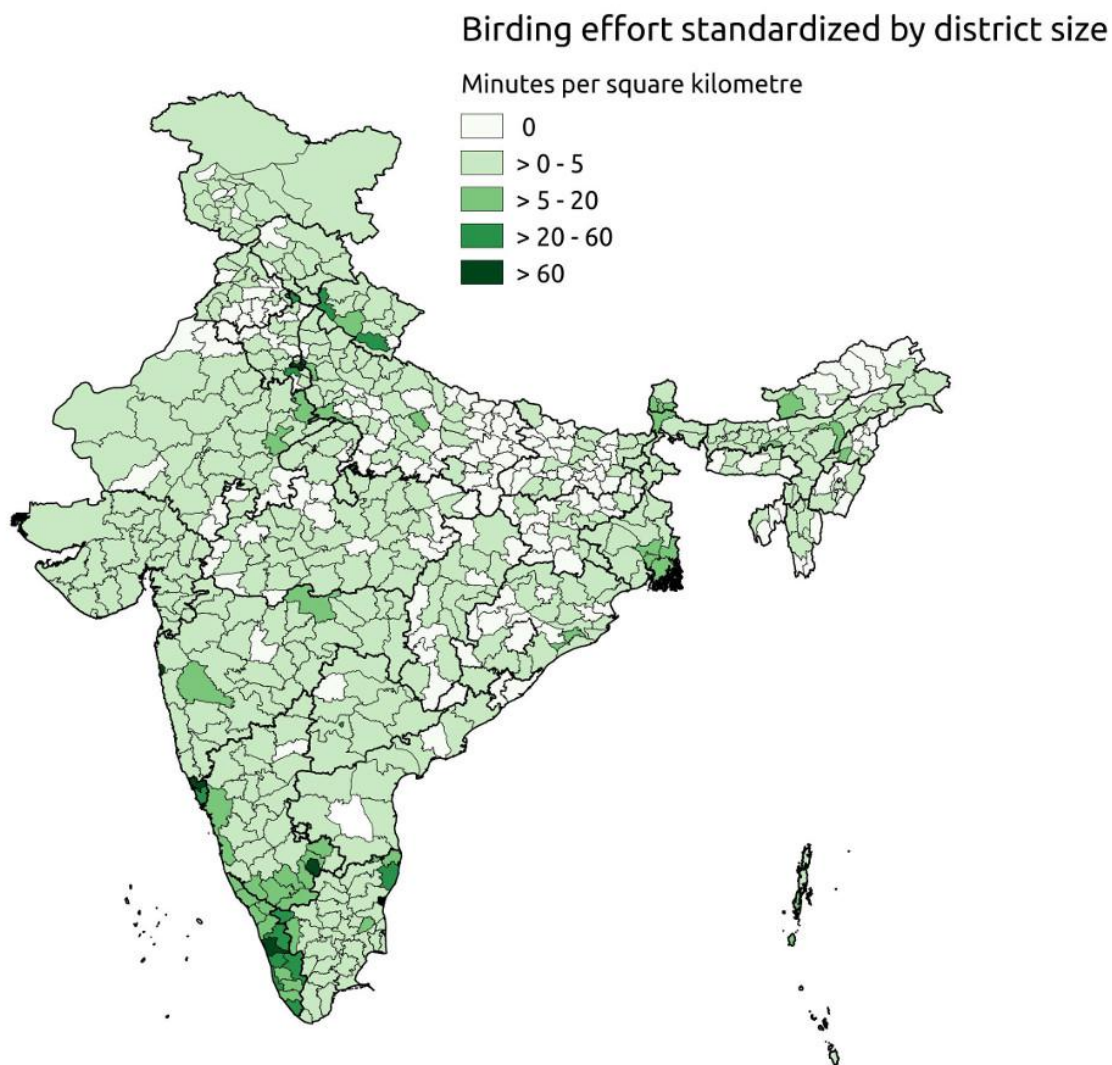 Birding effort standardized by district size
Minutes per square kilometre
0
> 0 - 5
> 5 - 20
> 20 - 60
> 60